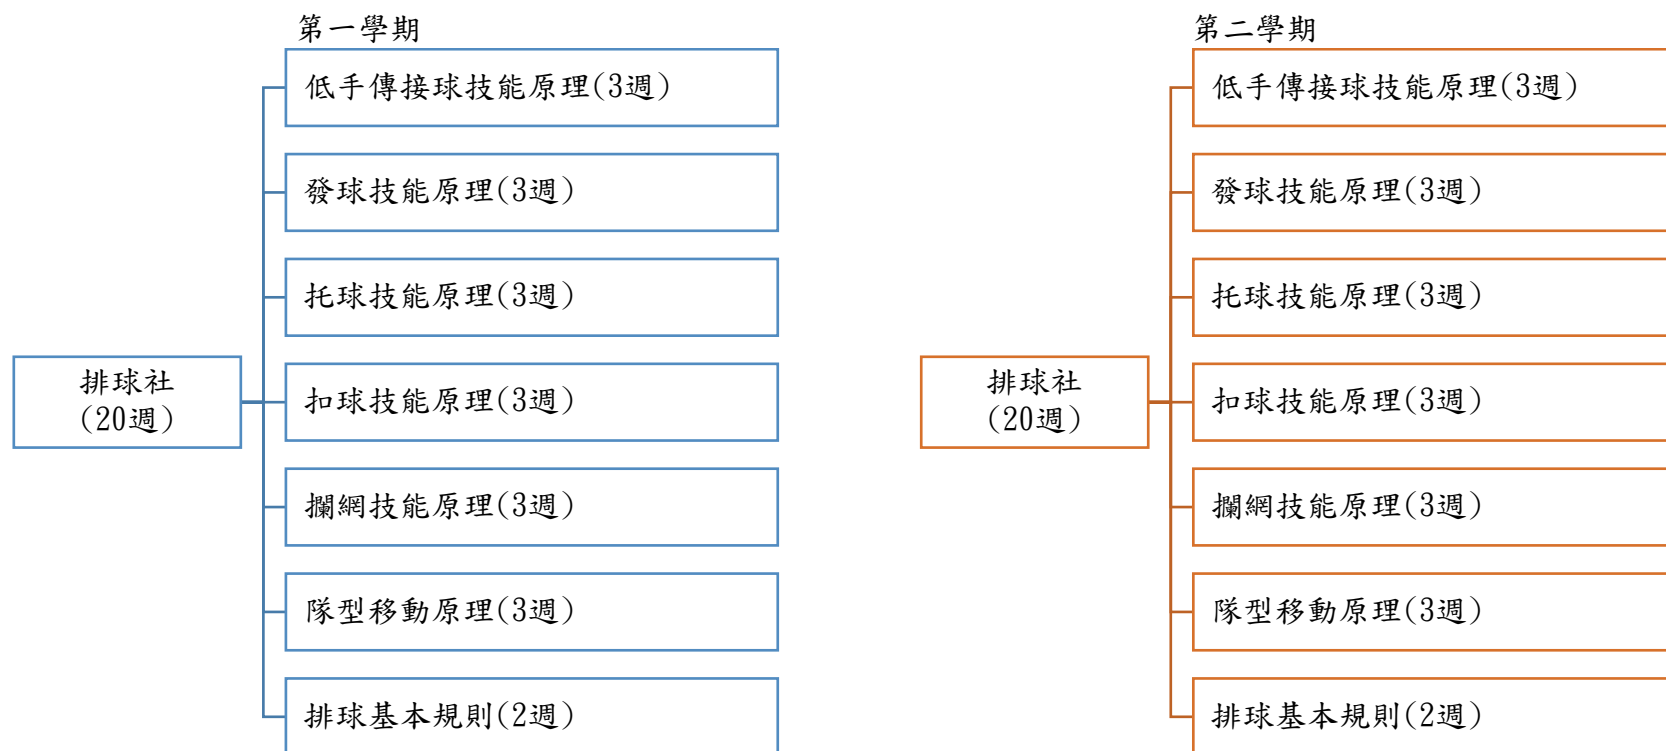 第一學期
排球社
(20週)
低手傳接球技能原理(3週)
發球技能原理(3週)
托球技能原理(3週)
扣球技能原理(3週)
攔網技能原理(3週)
隊型移動原理(3週)
排球基本規則(2週)
第二學期
排球社
(20週)
低手傳接球技能原理(3週)
發球技能原理(3週)
托球技能原理(3週)
扣球技能原理(3週)
攔網技能原理(3週)
隊型移動原理(3週)
排球基本規則(2週)